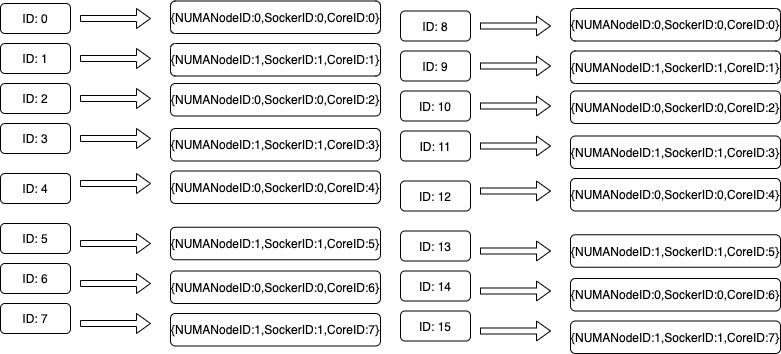 ID: 0
{NUMANodeID:0,SockerID:0,CoreID:0}
ID: 1
{NUMANodeID:1,SockerID:1,CoreID:1}
ID: 2
{NUMANodeID:0,SockerID:0,CoreID:2}
ID: 3
{NUMANodeID:1,SockerID:1,CoreID:3}
ID: 4
{NUMANodeID:0,SockerID:0,CoreID:4}
ID: 5
{NUMANodeID:1,SockerID:1,CoreID:5}
ID: 6
{NUMANodeID:0,SockerID:0,CoreID:6}
ID: 7
{NUMANodeID:1,SockerID:1,CoreID:7}
ID: 8
{NUMANodeID:0,SockerID:0,CoreID:0}
ID: 9
{NUMANodeID:1,SockerID:1,CoreID:1}
ID: 10
{NUMANodeID:0,SockerID:0,CoreID:2}
ID: 11
{NUMANodeID:1,SockerID:1,CoreID:3}
ID: 12
{NUMANodeID:0,SockerID:0,CoreID:4}
ID: 13
{NUMANodeID:1,SockerID:1,CoreID:5}
ID: 14
{NUMANodeID:0,SockerID:0,CoreID:6}
ID: 15
{NUMANodeID:1,SockerID:1,CoreID:7}